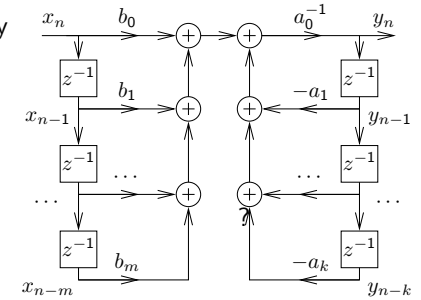 y
x_n b_0 + + a_0^{-1} y_n
z^{-1} z^{-1}
x_{n-1} b_1 + + -a_1 y_{n-1}
z^{-1} ... ... z^{-1}
... + + ...
?
z^{-1} z^{-1}
x_{n-m} b_m -a_k y_{n-k}